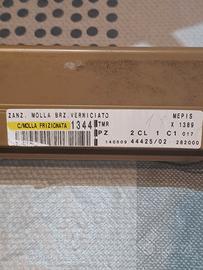 ZANZ. MOLLA BRZ.VERNICIATO MEPIS
C/MOLLA FRIZIONATA 1344 TMR X 1389
PZ 2 CL 1 C1 017
140809 44425/02 282000